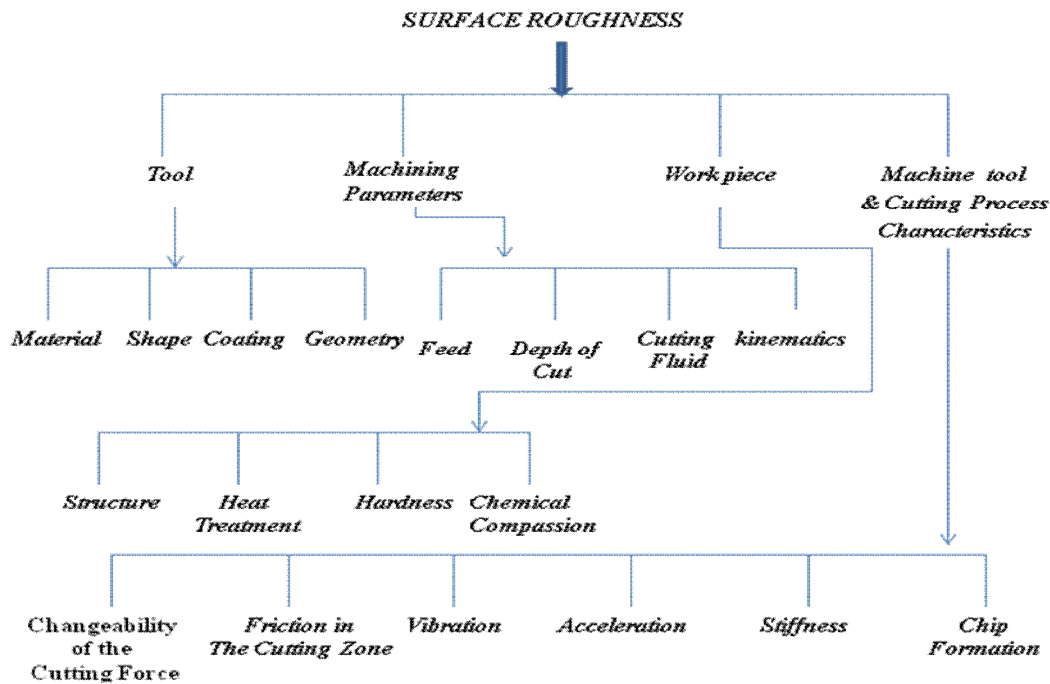 SURFACE ROUGHNESS
Tool
Machining
Parameters
Work piece
Machine tool
& Cutting Process
Characteristics
Material
Shape
Coating
Geometry
Feed
Depth of
Cut
Cutting
Fluid
kinematics
Structure
Heat
Treatment
Hardness
Chemical
Compassion
Changeability
of the
Cutting Force
Friction in
The Cutting Zone
Vibration
Acceleration
Stiffness
Chip
Formation